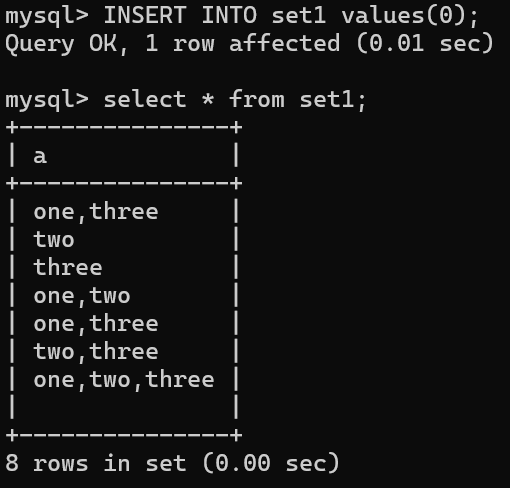 mysql> INSERT INTO set1 values(0);
Query OK, 1 row affected (0.01 sec)

mysql> select * from set1;
+---------------+
| a             |
+---------------+
| one,three     |
| two           |
| three         |
| one,two       |
| one,three     |
| two,three     |
| one,two,three |
|               |
+---------------+
8 rows in set (0.00 sec)